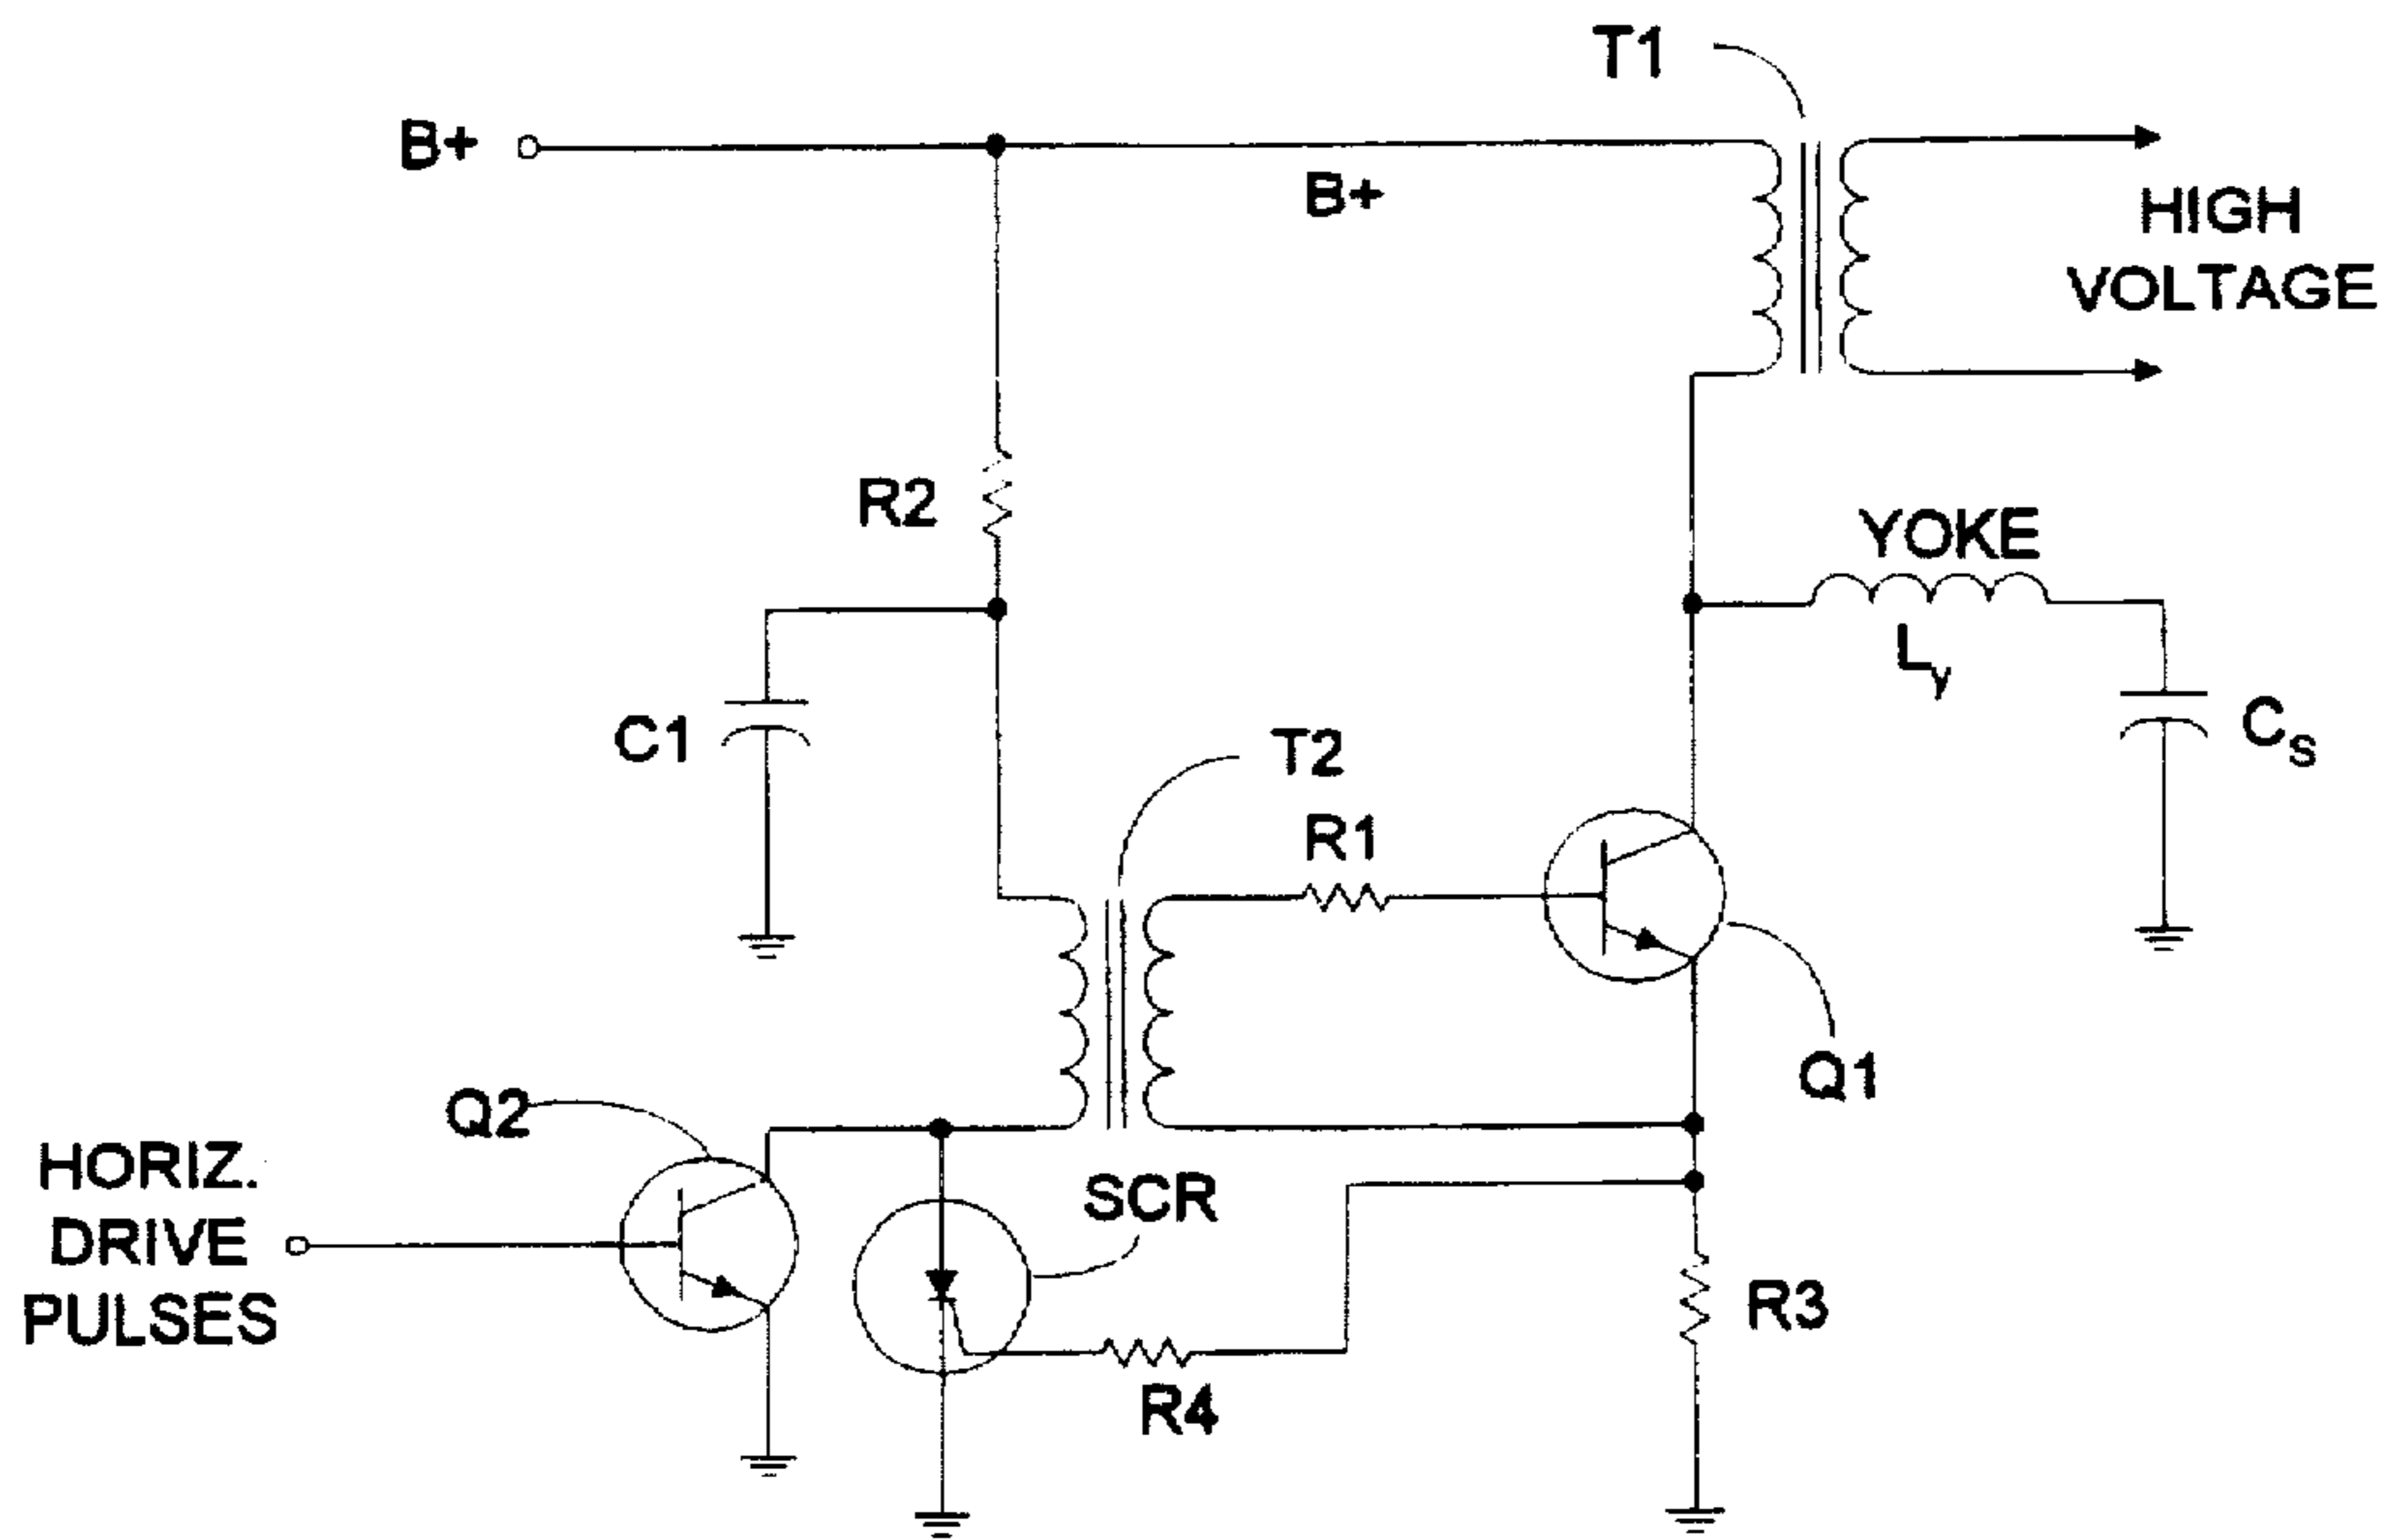 T1
B+
B+
HIGH
VOLTAGE
R2
YOKE
Ly
C1
Cs
T2
R1
Q1
Q2
HORIZ.
DRIVE
PULSES
SCR
R3
R4